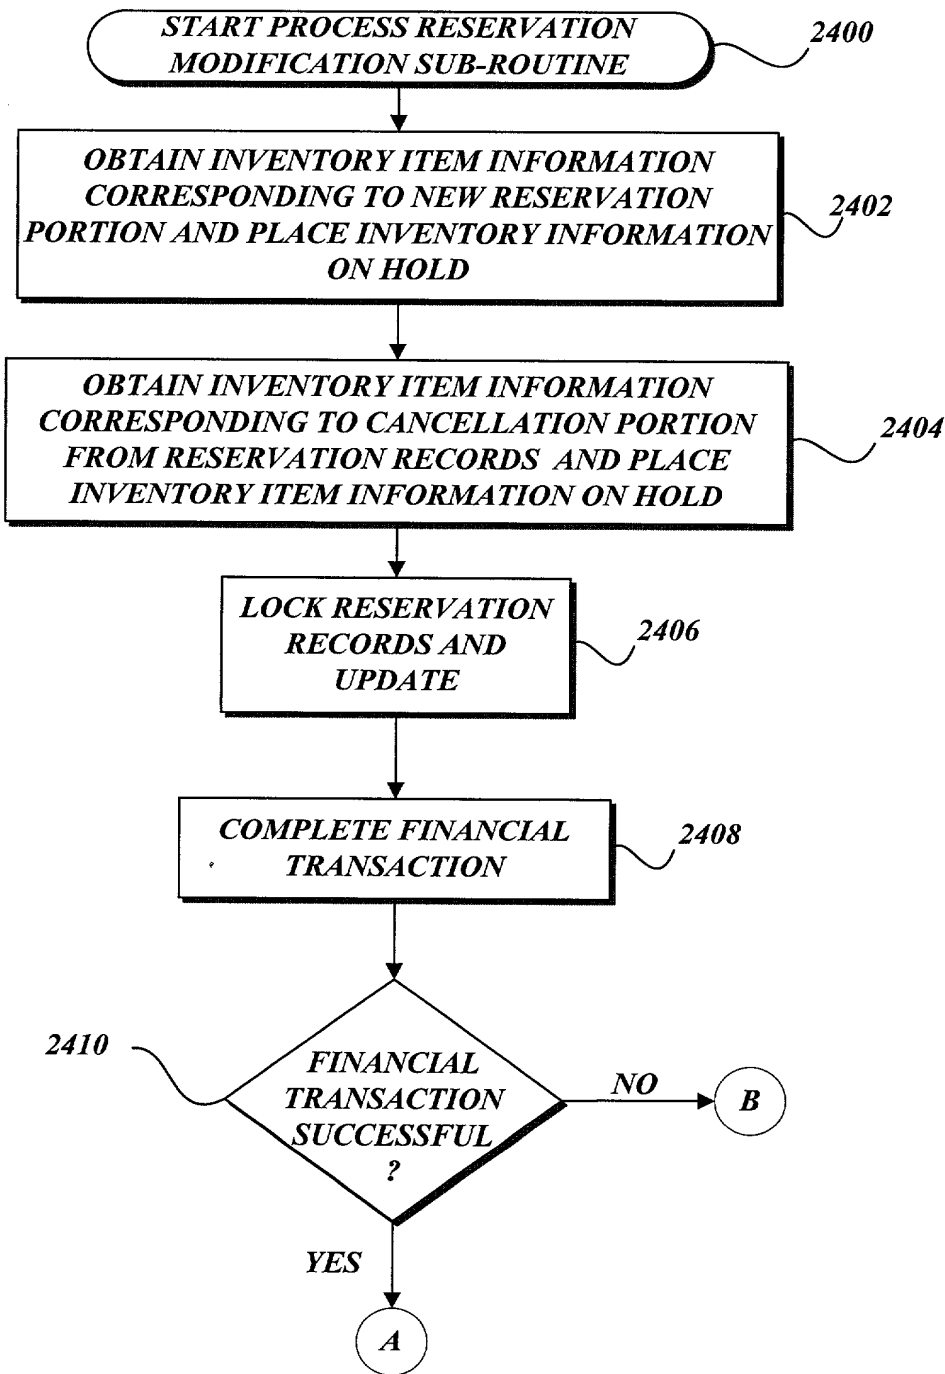 START PROCESS RESERVATION
MODIFICATION SUB-ROUTINE
2400
OBTAIN INVENTORY ITEM INFORMATION
CORRESPONDING TO NEW RESERVATION
PORTION AND PLACE INVENTORY INFORMATION
ON HOLD
2402
OBTAIN INVENTORY ITEM INFORMATION
CORRESPONDING TO CANCELLATION PORTION
FROM RESERVATION RECORDS AND PLACE
INVENTORY ITEM INFORMATION ON HOLD
2404
LOCK RESERVATION
RECORDS AND
UPDATE
2406
COMPLETE FINANCIAL
TRANSACTION
2408
2410
FINANCIAL
TRANSACTION
SUCCESSFUL
?
NO
B
YES
A